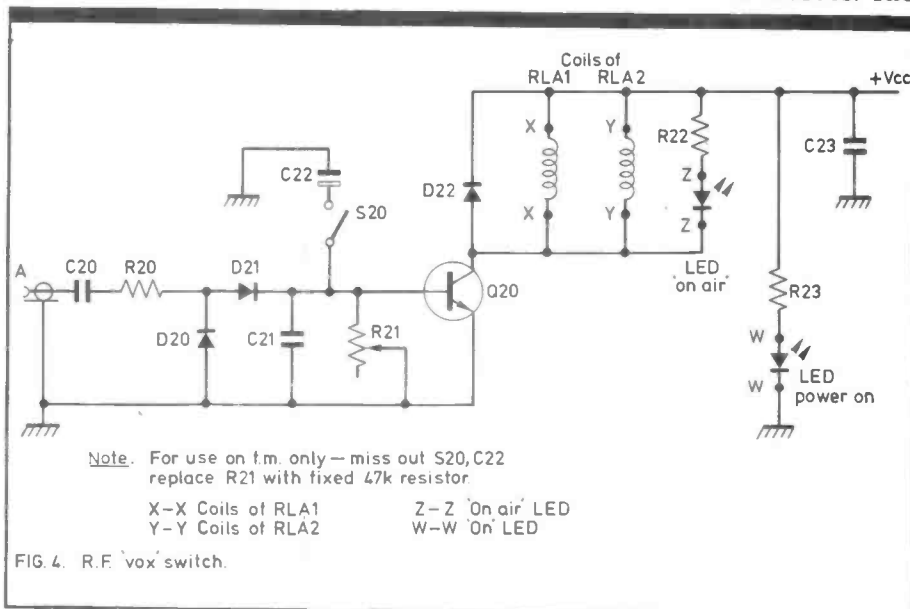 Coils of
RLA1 RLA2
+Vcc
X
Y
R22
C23
C22
S20
D22
Z
X
Y
Z
LED
'on air'
A
C20
R20
D21
Q20
R23
D20
C21
R21
W
W
LED
power on
Note. For use on f.m. only — miss out S20, C22
replace R21 with fixed 47k resistor
X-X Coils of RLA1 Z-Z 'On air' LED
Y-Y Coils of RLA2 W-W 'On' LED
FIG. 4. R.F. 'vox' switch.